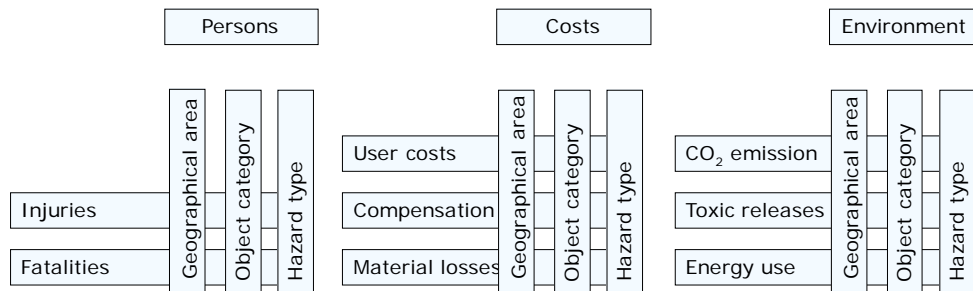 Persons
Costs
Environment
Geographical area
Object category
Hazard type
Injuries
Fatalities
Geographical area
Object category
Hazard type
User costs
Compensation
Material losses
Geographical area
Object category
Hazard type
CO₂ emission
Toxic releases
Energy use